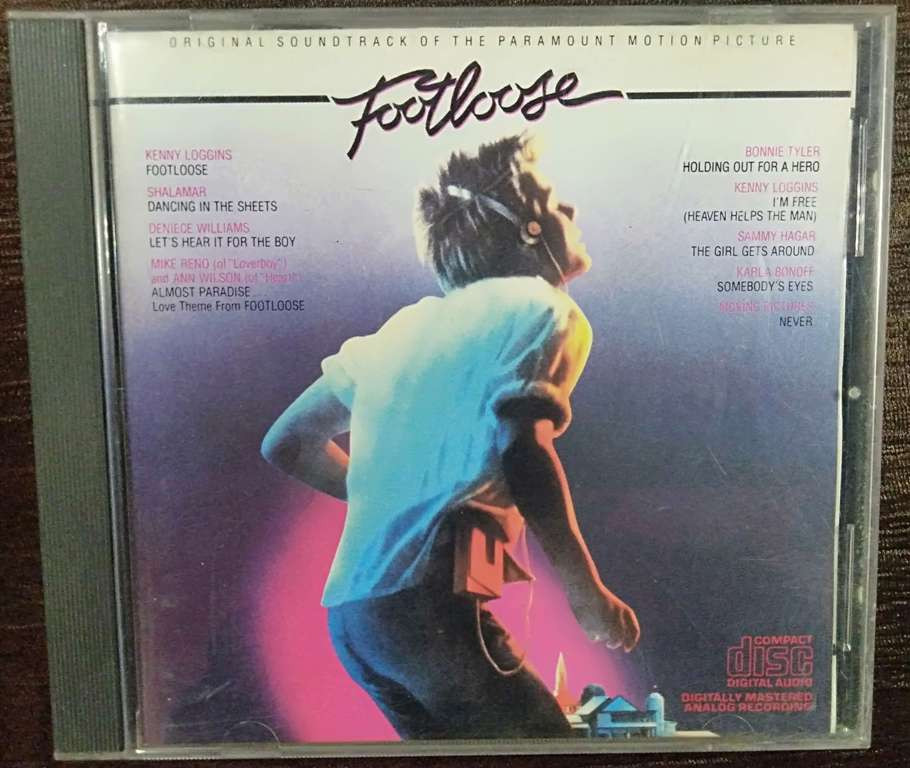 ORIGINAL SOUNDTRACK OF THE PARAMOUNT MOTION PICTURE
Footloose
KENNY LOGGINS
FOOTLOOSE
SHALAMAR
DANCING IN THE SHEETS
DENIECE WILLIAMS
LET'S HEAR IT FOR THE BOY
MIKE RENO (of "Loverboy")
and ANN WILSON (of "Heart")
ALMOST PARADISE...
Love Theme From FOOTLOOSE
BONNIE TYLER
HOLDING OUT FOR A HERO
KENNY LOGGINS
I'M FREE
(HEAVEN HELPS THE MAN)
SAMMY HAGAR
THE GIRL GETS AROUND
KARLA BONOFF
SOMEBODY'S EYES
MOVING PICTURES
NEVER
COMPACT
disc
DIGITAL AUDIO
DIGITALLY MASTERED
ANALOG RECORDING